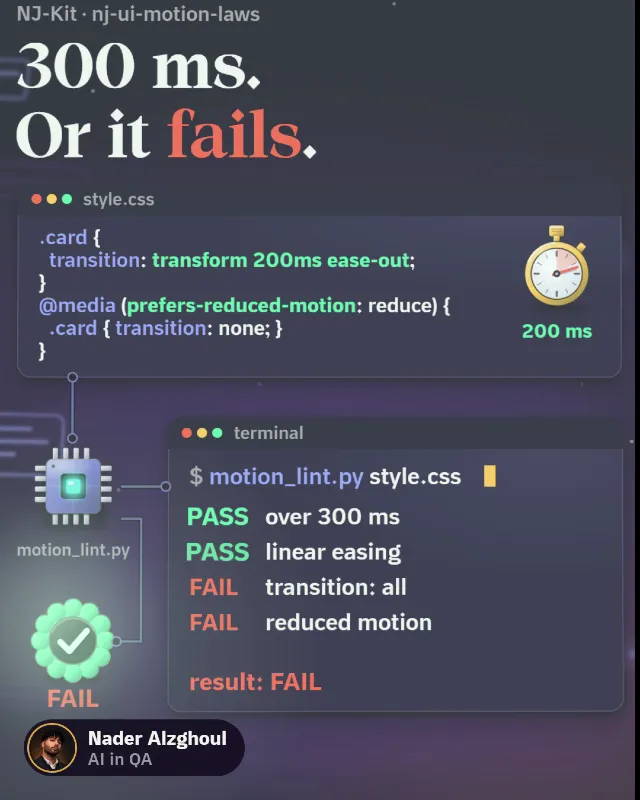 NJ-Kit · nj-ui-motion-laws
300 ms.
Or it fails.
style.css
.card {
transition: transform 200ms ease-out;
}
@media (prefers-reduced-motion: reduce) {
.card { transition: none; }
}
200 ms
terminal
$ motion_lint.py style.css
PASS over 300 ms
PASS linear easing
FAIL transition: all
FAIL reduced motion
result: FAIL
motion_lint.py
FAIL
Nader Alzghoul
AI in QA